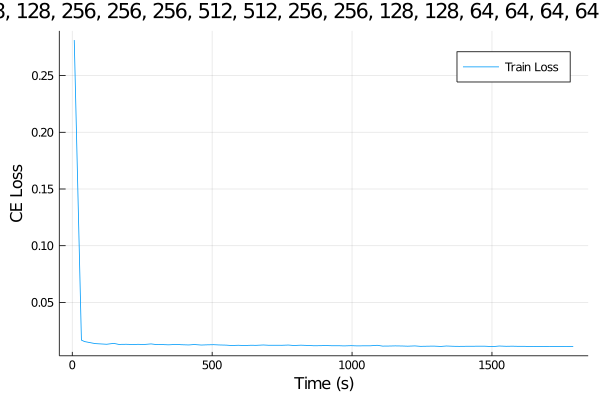 128, 256, 256, 256, 512, 512, 256, 256, 128, 128, 64, 64, 64, 64
0.25
0.20
0.15
0.10
0.05
CE Loss
Train Loss
0
500
1000
1500
Time (s)